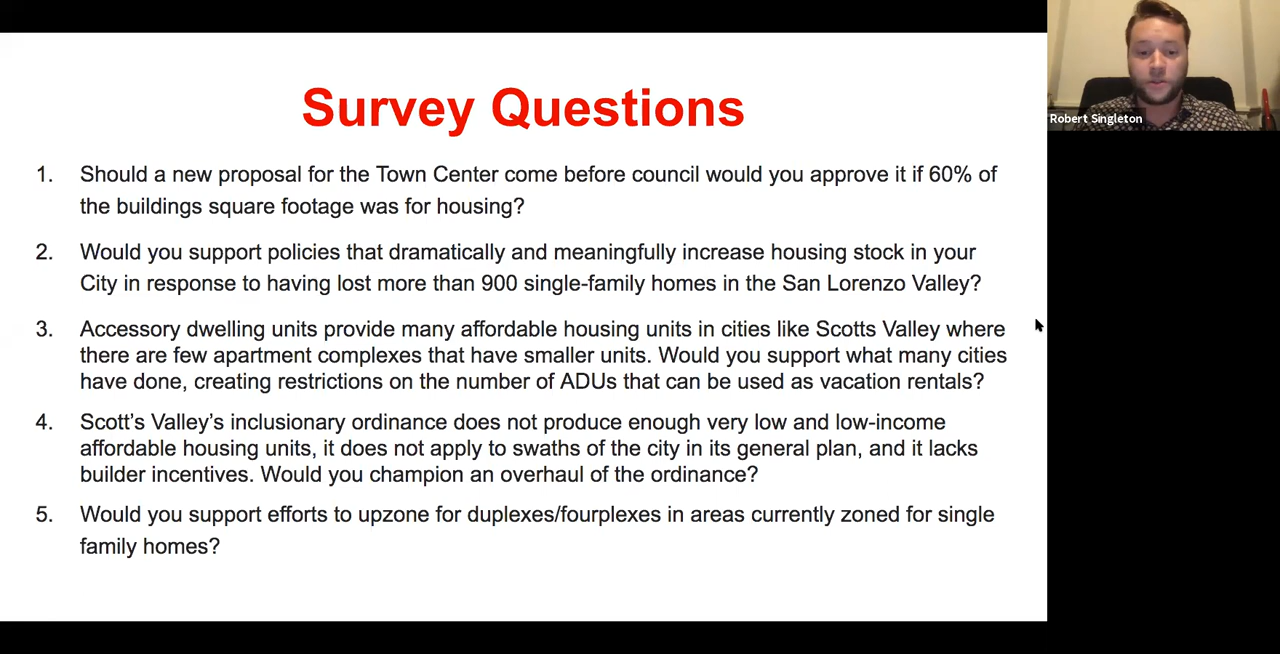 Survey Questions
1. Should a new proposal for the Town Center come before council would you approve it if 60% of
the buildings square footage was for housing?
2. Would you support policies that dramatically and meaningfully increase housing stock in your
City in response to having lost more than 900 single-family homes in the San Lorenzo Valley?
3. Accessory dwelling units provide many affordable housing units in cities like Scotts Valley where
there are few apartment complexes that have smaller units. Would you support what many cities
have done, creating restrictions on the number of ADUs that can be used as vacation rentals?
4. Scott's Valley's inclusionary ordinance does not produce enough very low and low-income
affordable housing units, it does not apply to swaths of the city in its general plan, and it lacks
builder incentives. Would you champion an overhaul of the ordinance?
5. Would you support efforts to upzone for duplexes/fourplexes in areas currently zoned for single
family homes?
Robert Singleton